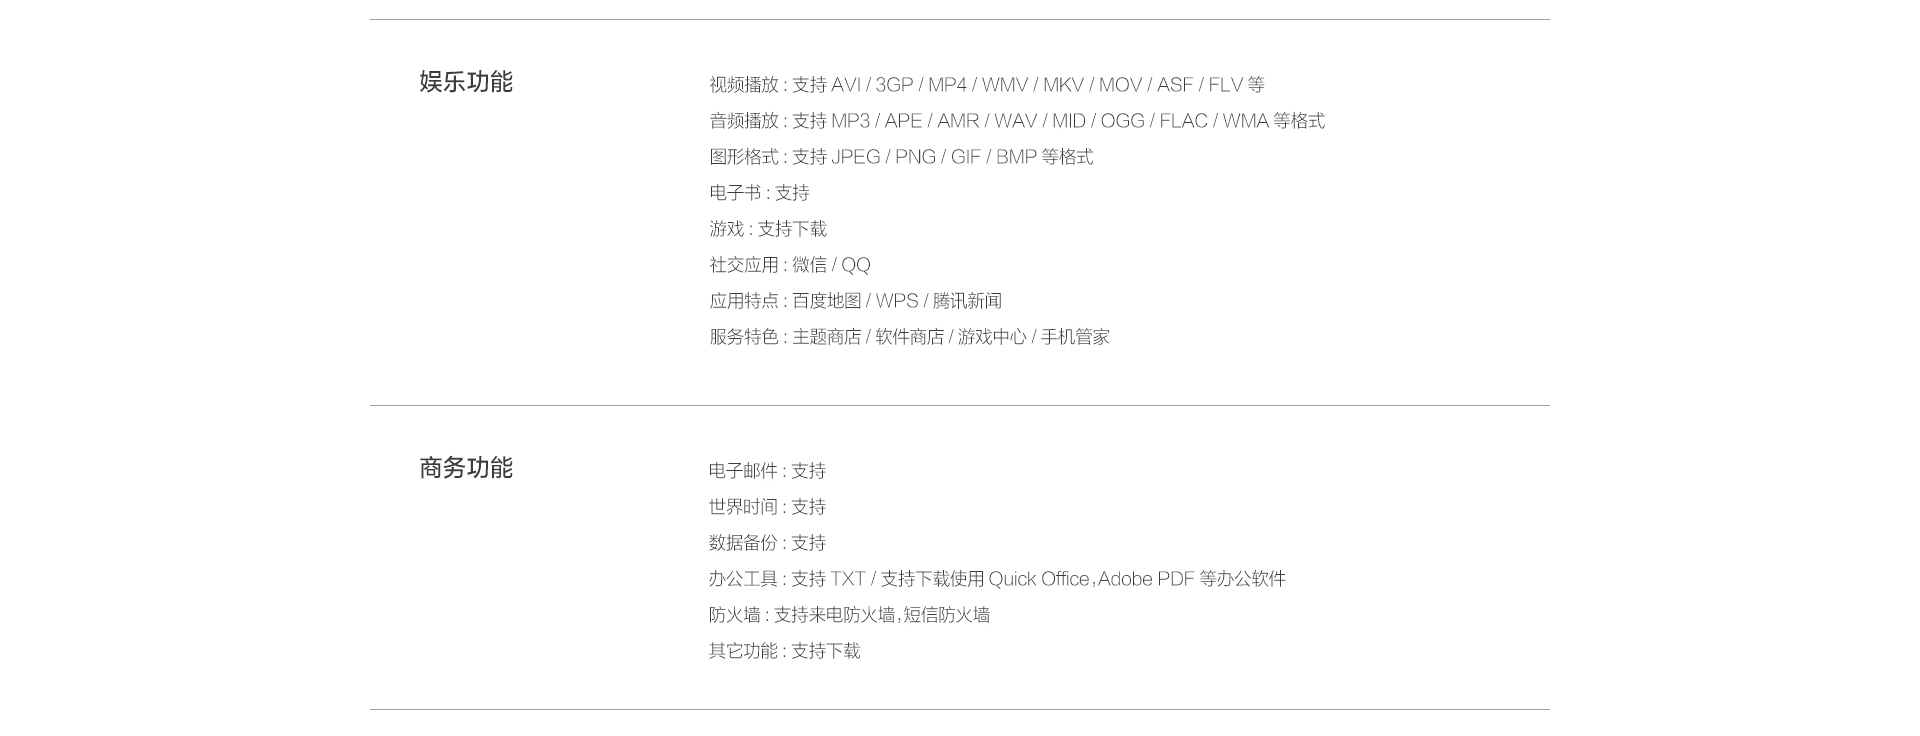 娱乐功能
视频播放 : 支持 AVI / 3GP / MP4 / WMV / MKV / MOV / ASF / FLV 等
音频播放 : 支持 MP3 / APE / AMR / WAV / MID / OGG / FLAC / WMA 等格式
图形格式 : 支持 JPEG / PNG / GIF / BMP 等格式
电子书 : 支持
游戏 : 支持下载
社交应用 : 微信 / QQ
应用特点 : 百度地图 / WPS / 腾讯新闻
服务特色 : 主题商店 / 软件商店 / 游戏中心 / 手机管家
商务功能
电子邮件 : 支持
世界时间 : 支持
数据备份 : 支持
办公工具 : 支持 TXT / 支持下载使用 Quick Office,Adobe PDF 等办公软件
防火墙 : 支持来电防火墙,短信防火墙
其它功能 : 支持下载